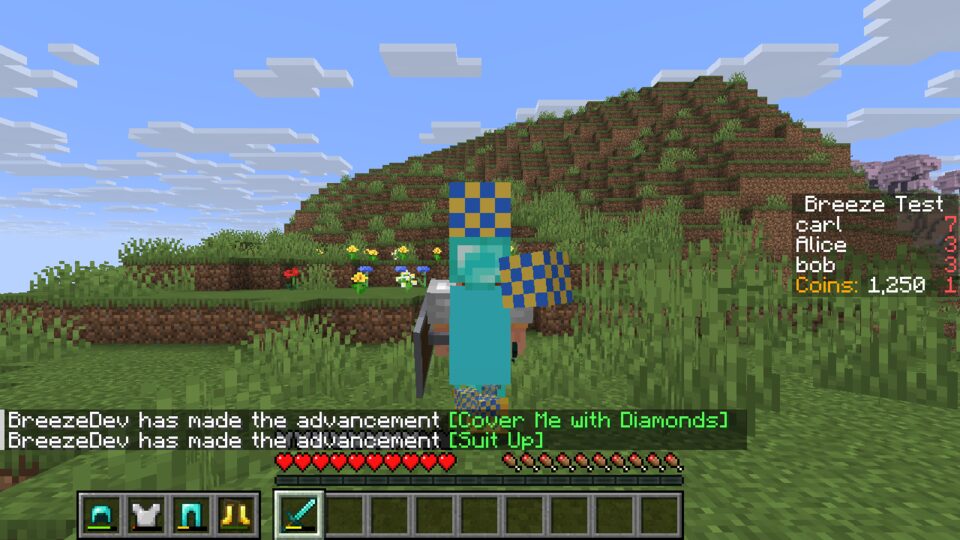 Breeze Test
carl 7
Alice 3
bob 3
Coins: 1,250 1
BreezeDev has made the advancement [Cover Me with Diamonds]
BreezeDev has made the advancement [Suit Up]